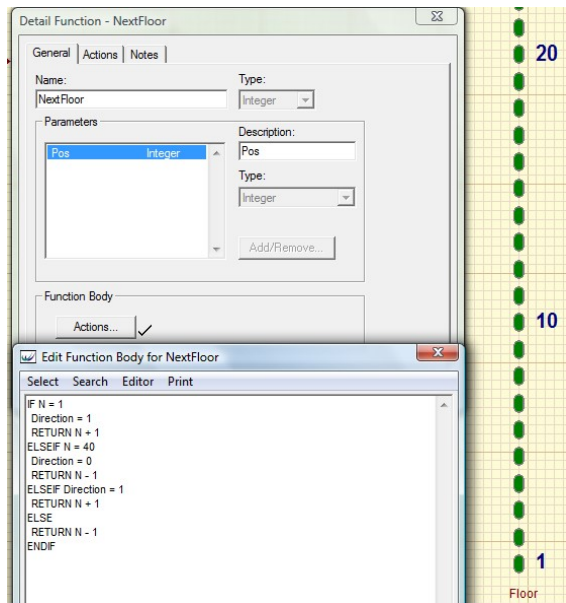 Detail Function - NextFloor
General Actions Notes
Name: Type:
NextFloor Integer
Parameters
Pos Integer
Description:
Pos
Type:
Integer
Add/Remove...
Function Body
Actions...
Edit Function Body for NextFloor
Select Search Editor Print
IF N = 1
Direction = 1
RETURN N + 1
ELSEIF N = 40
Direction = 0
RETURN N - 1
ELSEIF Direction = 1
RETURN N + 1
ELSE
RETURN N - 1
ENDIF
20
10
1
Floor